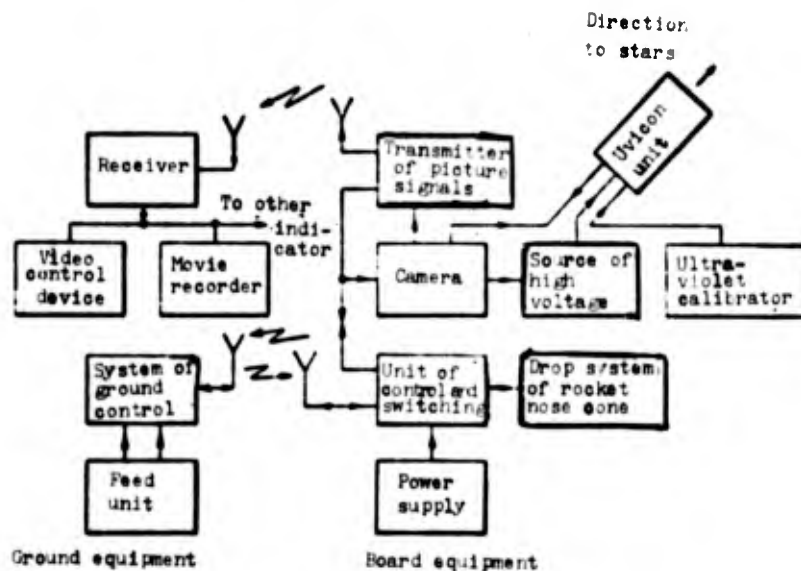 Direction
to stars
Uvicon
unit
Receiver
Transmitter
of picture
signals
To other
indi-
cator
Video
control
device
Movie
recorder
Camera
Source of
high
voltage
Ultra-
violet
calibrator
System of
ground
control
Unit of
control and
switching
Drop system
of rocket
nose cone
Feed
unit
Power
supply
Ground equipment
Board equipment